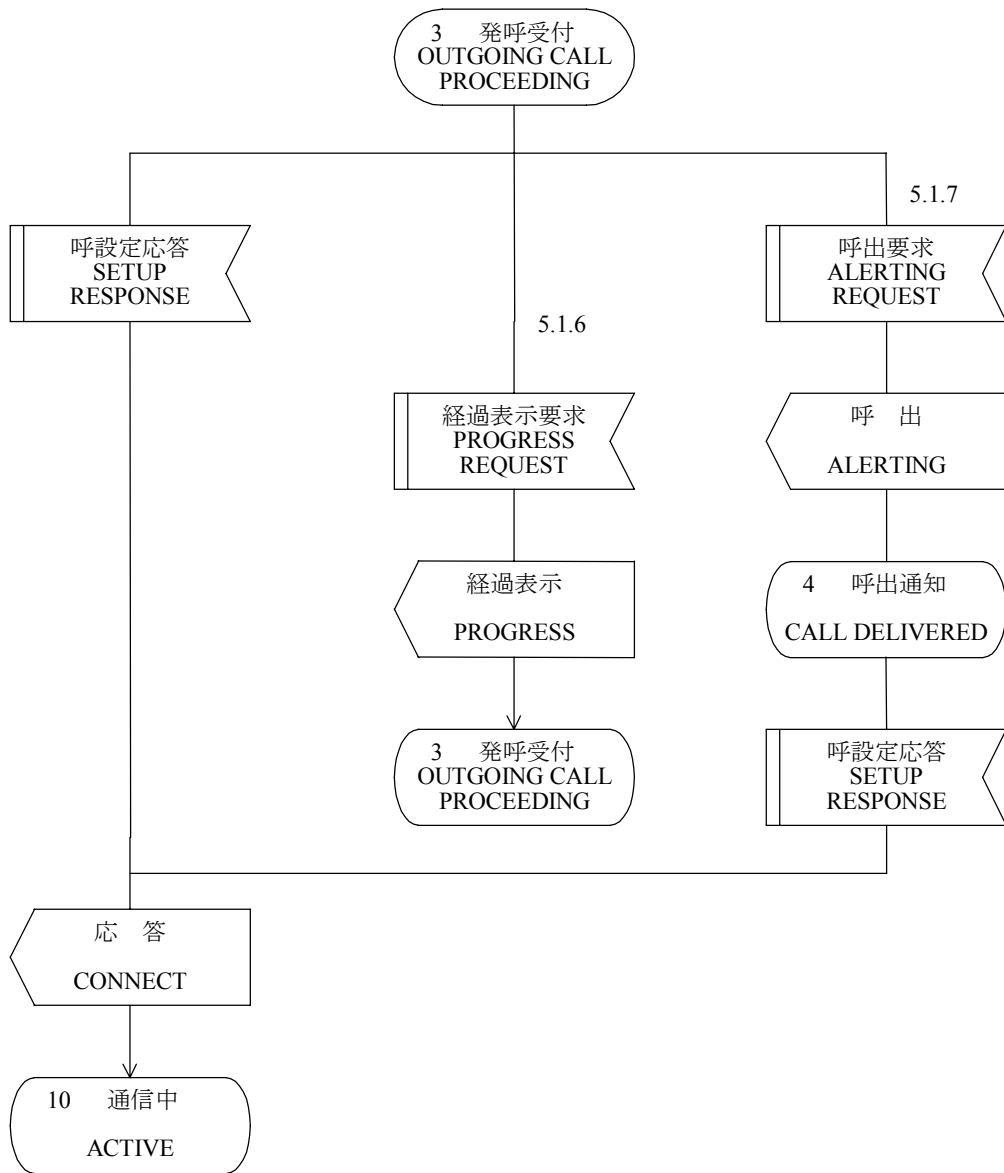 3 発呼受付
OUTGOING CALL
PROCEEDING
5.1.7
呼設定応答
SETUP
RESPONSE
呼出要求
ALERTING
REQUEST
5.1.6
経過表示要求
PROGRESS
REQUEST
呼 出
ALERTING
経過表示
PROGRESS
4 呼出通知
CALL DELIVERED
3 発呼受付
OUTGOING CALL
PROCEEDING
呼設定応答
SETUP
RESPONSE
応 答
CONNECT
10 通信中
ACTIVE